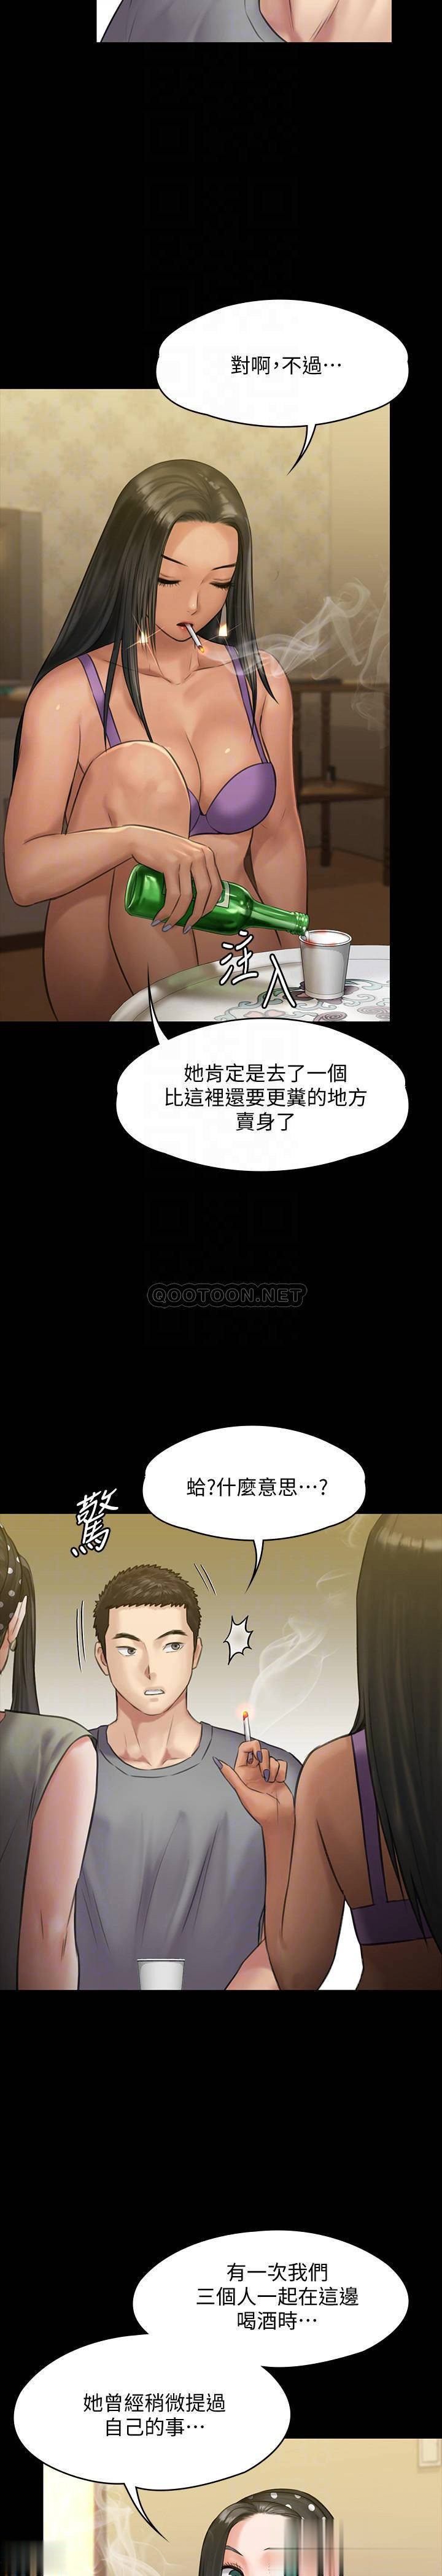 對啊,不過⋯
注入
她肯定是去了一個
比這裡還要更糞的地方
賣身了
QOOTOON.NET
蛤?什麼意思⋯?
驚
有一次我們
三個人一起在這邊
喝酒時⋯
她曾經稍微提過
自己的事⋯